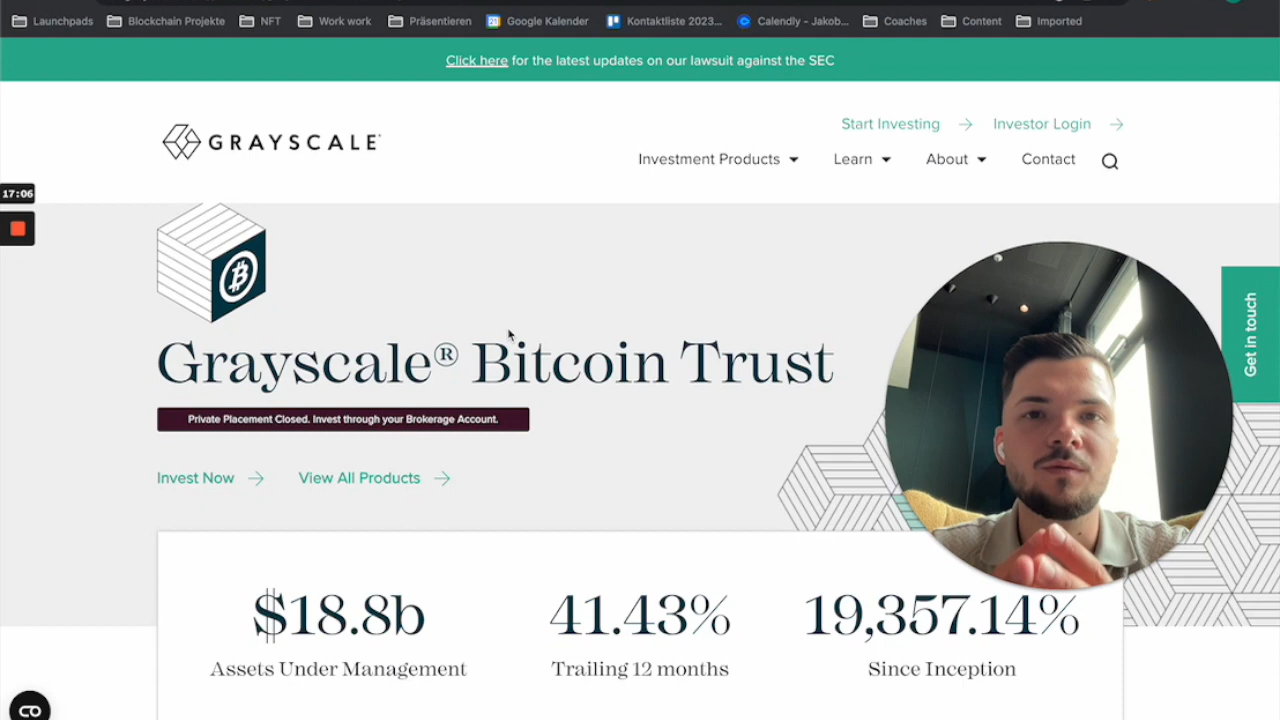 Launchpads Blockchain Projekte NFT Work work Präsentieren Google Kalender Kontaktliste 2023... Calendly - Jakob... Coaches Content Imported
Click here for the latest updates on our lawsuit against the SEC
Start Investing Investor Login
GRAYSCALE®
Investment Products Learn About Contact
17:06
Get in touch
Grayscale® Bitcoin Trust
Private Placement Closed. Invest through your Brokerage Account.
Invest Now View All Products
$18.8b 41.43% 19,357.14%
Assets Under Management Trailing 12 months Since Inception